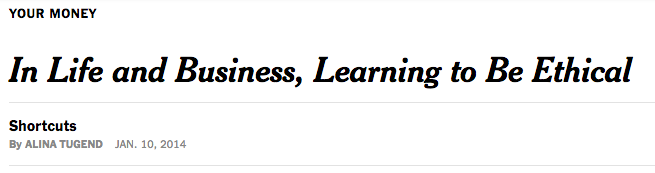 YOUR MONEY
In Life and Business, Learning to Be Ethical
Shortcuts
By ALINA TUGEND JAN. 10, 2014